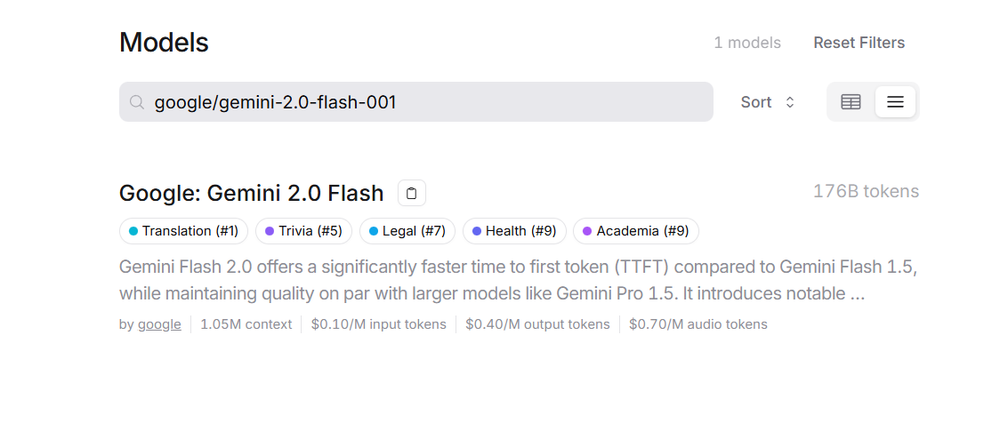 Models
1 models
Reset Filters
google/gemini-2.0-flash-001
Sort
Google: Gemini 2.0 Flash
176B tokens
Translation (#1) Trivia (#5) Legal (#7) Health (#9) Academia (#9)
Gemini Flash 2.0 offers a significantly faster time to first token (TTFT) compared to Gemini Flash 1.5,
while maintaining quality on par with larger models like Gemini Pro 1.5. It introduces notable ...
by google 1.05M context $0.10/M input tokens $0.40/M output tokens $0.70/M audio tokens